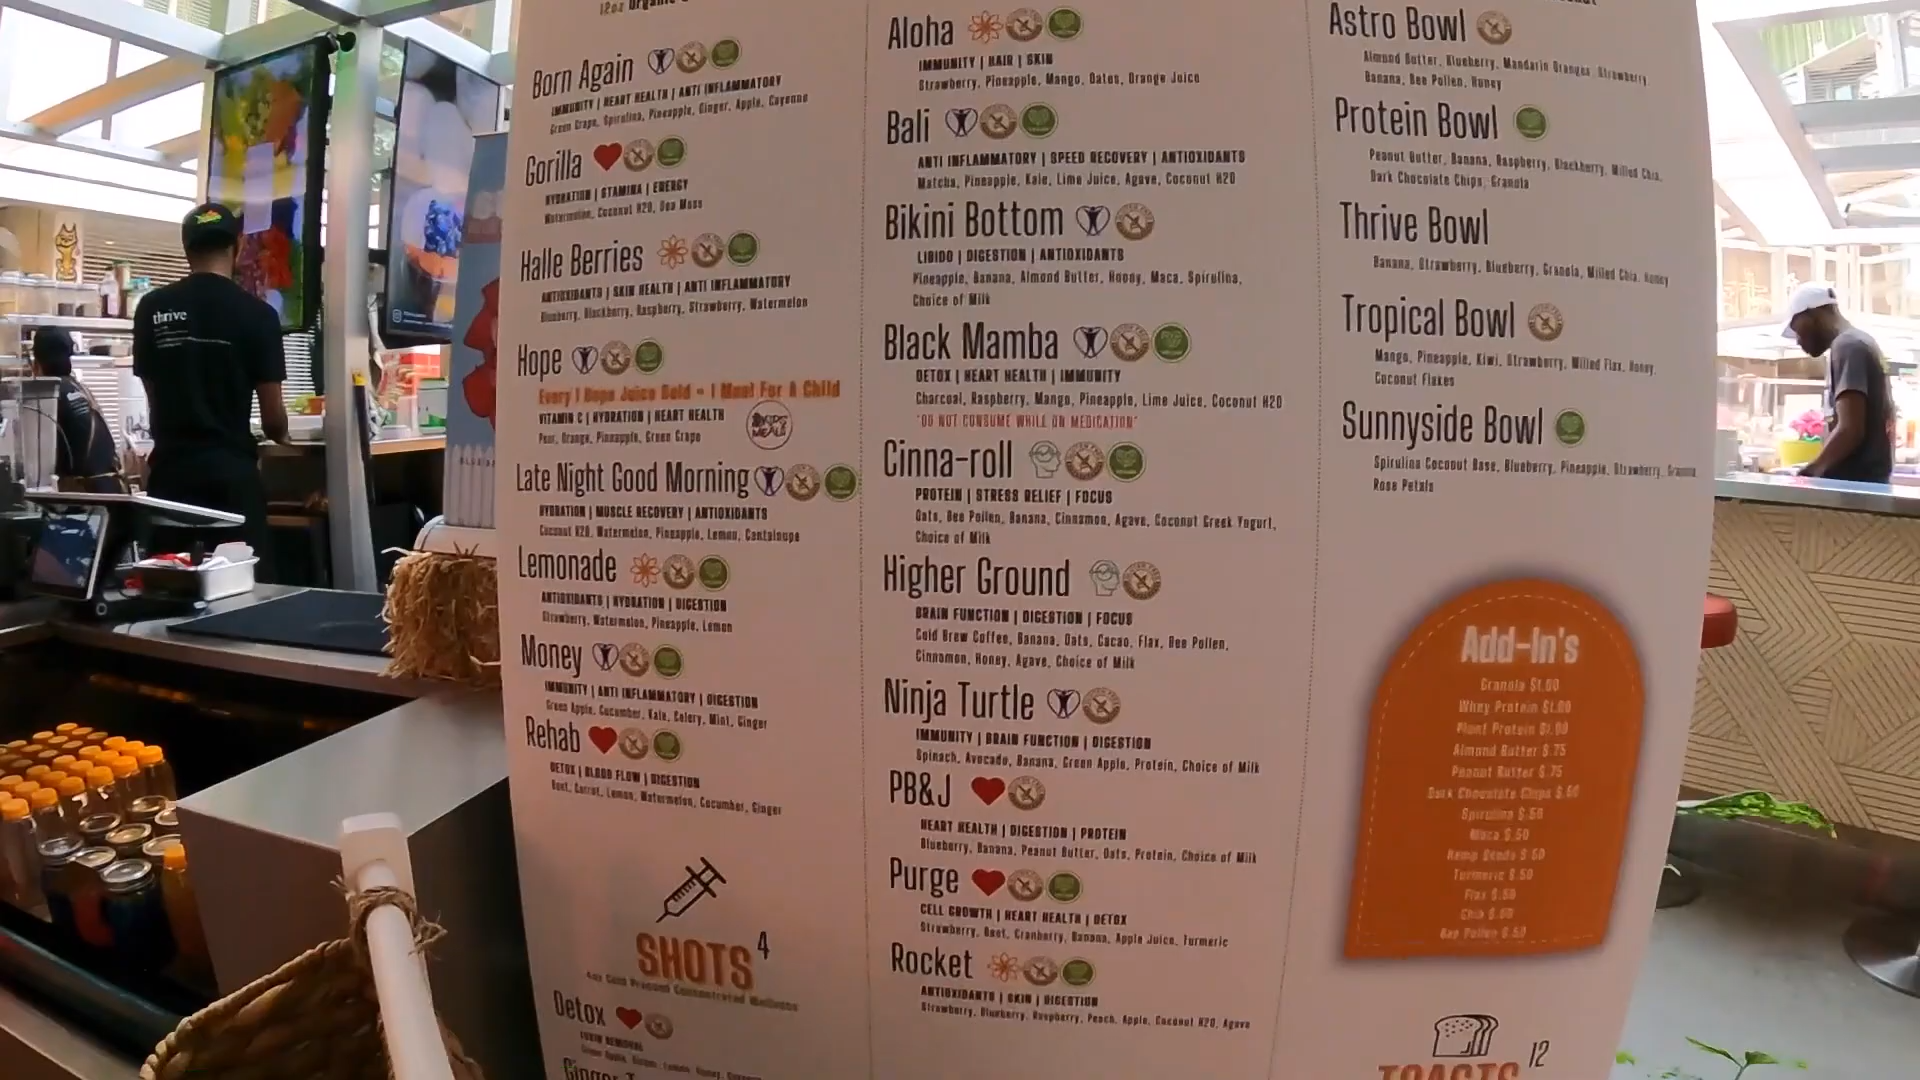 thrive
12oz Organic
Born Again
IMMUNITY | HEART HEALTH | ANTI INFLAMMATORY
Green Grape, Spirulina, Pineapple, Ginger, Apple, Cayenne
Gorilla
HYDRATION | STAMINA | ENERGY
Watermelon, Coconut H20, Sea Moss
Halle Berries
ANTIOXIDANTS | SKIN HEALTH | ANTI INFLAMMATORY
Blueberry, Blackberry, Raspberry, Strawberry, Watermelon
Hope
Every 1 Hope Juice Sold = 1 Meal For A Child
VITAMIN C | HYDRATION | HEART HEALTH
Pear, Orange, Pineapple, Green Grape
KIDS MEALS
Late Night Good Morning
HYDRATION | MUSCLE RECOVERY | ANTIOXIDANTS
Coconut H20, Watermelon, Pineapple, Lemon, Cantaloupe
Lemonade
ANTIOXIDANTS | HYDRATION | DIGESTION
Strawberry, Watermelon, Pineapple, Lemon
Money
IMMUNITY | ANTI INFLAMMATORY | DIGESTION
Green Apple, Cucumber, Kale, Celery, Mint, Ginger
Rehab
DETOX | BLOOD FLOW | DIGESTION
Beet, Carrot, Lemon, Watermelon, Cucumber, Ginger
SHOTS 4
4oz Cold Pressed Concentrated Wellness
Detox
TOXIN REMOVAL
Ginger
Aloha
IMMUNITY | HAIR | SKIN
Strawberry, Pineapple, Mango, Dates, Orange Juice
Bali
ANTI INFLAMMATORY | SPEED RECOVERY | ANTIOXIDANTS
Matcha, Pineapple, Kale, Lime Juice, Agave, Coconut H20
Bikini Bottom
LIBIDO | DIGESTION | ANTIOXIDANTS
Pineapple, Banana, Almond Butter, Honey, Maca, Spirulina,
Choice of Milk
Black Mamba
DETOX | HEART HEALTH | IMMUNITY
Charcoal, Raspberry, Mango, Pineapple, Lime Juice, Coconut H20
*DO NOT CONSUME WHILE ON MEDICATION*
Cinna-roll
PROTEIN | STRESS RELIEF | FOCUS
Oats, Bee Pollen, Banana, Cinnamon, Agave, Coconut Greek Yogurt,
Choice of Milk
Higher Ground
BRAIN FUNCTION | DIGESTION | FOCUS
Cold Brew Coffee, Banana, Oats, Cacao, Flax, Bee Pollen,
Cinnamon, Honey, Agave, Choice of Milk
Ninja Turtle
IMMUNITY | BRAIN FUNCTION | DIGESTION
Spinach, Avocado, Banana, Green Apple, Protein, Choice of Milk
PB&J
HEART HEALTH | DIGESTION | PROTEIN
Blueberry, Banana, Peanut Butter, Oats, Protein, Choice of Milk
Purge
CELL GROWTH | HEART HEALTH | DETOX
Strawberry, Beet, Cranberry, Banana, Apple Juice, Turmeric
Rocket
ANTIOXIDANTS | SKIN | DIGESTION
Strawberry, Blueberry, Raspberry, Peach, Apple, Coconut H20, Agave
Astro Bowl
Almond Butter, Blueberry, Mandarin Oranges, Strawberry,
Banana, Bee Pollen, Honey
Protein Bowl
Peanut Butter, Banana, Raspberry, Blackberry, Milled Chia,
Dark Chocolate Chips, Granola
Thrive Bowl
Banana, Strawberry, Blueberry, Granola, Milled Chia, Honey
Tropical Bowl
Mango, Pineapple, Kiwi, Strawberry, Milled Flax, Honey,
Coconut Flakes
Sunnyside Bowl
Spirulina Coconut Base, Blueberry, Pineapple, Strawberry, Granola
Rose Petals
Add-In's
Granola $1.00
Whey Protein $1.00
Plant Protein $1.00
Almond Butter $.75
Peanut Butter $.75
Dark Chocolate Chips $.50
Spirulina $.50
Maca $.50
Hemp Seeds $.50
Turmeric $.50
Flax $.50
Chia $.50
Bee Pollen $.50
TOASTS 12